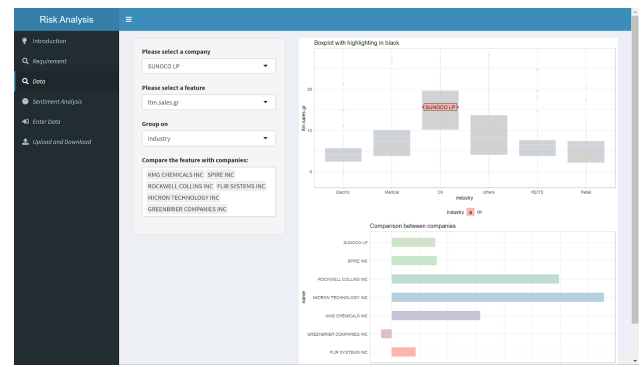 Risk Analysis
Introduction
Requirement
Data
Sentiment Analysis
Enter Data
Upload and Download
Please select a company
SUNOCO LP
Please select a feature
ltm.sales.gr
Group on
industry
Compare the feature with companies:
KMG CHEMICALS INC SPIRE INC
ROCKWELL COLLINS INC FLIR SYSTEMS INC
MICRON TECHNOLOGY INC
GREENBRIER COMPANIES INC
Boxplot with highlighting in black
ltm.sales.gr
20
10
0
SUNOCO LP
Electric Medical Oil others REITS Retail
industry
industry a Oil
Comparison between companies
name
SUNOCO LP
SPIRE INC
ROCKWELL COLLINS INC
MICRON TECHNOLOGY INC
KMG CHEMICALS INC
GREENBRIER COMPANIES INC
FLIR SYSTEMS INC